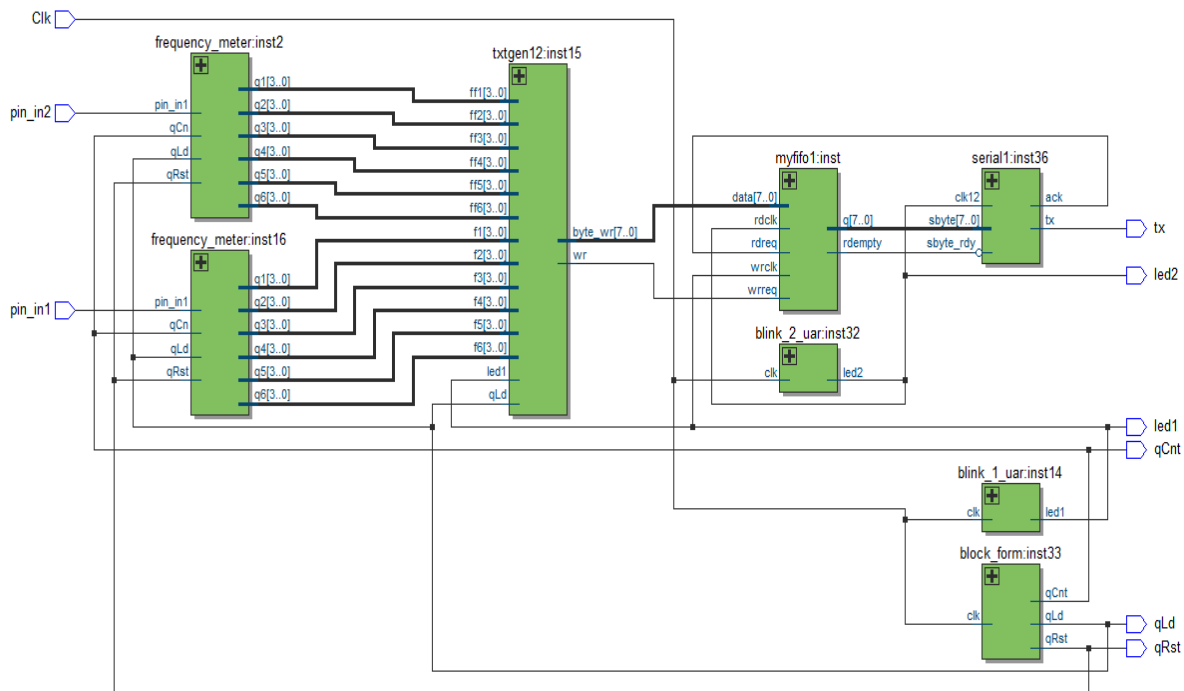 Clk
frequency_meter:inst2
pin_in1
qCn
qLd
qRst
q1[3..0]
q2[3..0]
q3[3..0]
q4[3..0]
q5[3..0]
q6[3..0]
pin_in2
frequency_meter:inst16
pin_in1
qCn
qLd
qRst
q1[3..0]
q2[3..0]
q3[3..0]
q4[3..0]
q5[3..0]
q6[3..0]
pin_in1
txtgen12:inst15
ff1[3..0]
ff2[3..0]
ff3[3..0]
ff4[3..0]
ff5[3..0]
ff6[3..0]
f1[3..0]
f2[3..0]
f3[3..0]
f4[3..0]
f5[3..0]
f6[3..0]
led1
qLd
byte_wr[7..0]
wr
myfifo1:inst
data[7..0]
rdclk
rdreq
wrclk
wrreq
q[7..0]
rdempty
serial1:inst36
clk12
sbyte[7..0]
sbyte_rdy
ack
tx
tx
led2
blink_2_uar:inst32
clk
led2
led1
qCnt
blink_1_uar:inst14
clk
led1
block_form:inst33
clk
qCnt
qLd
qRst
qLd
qRst